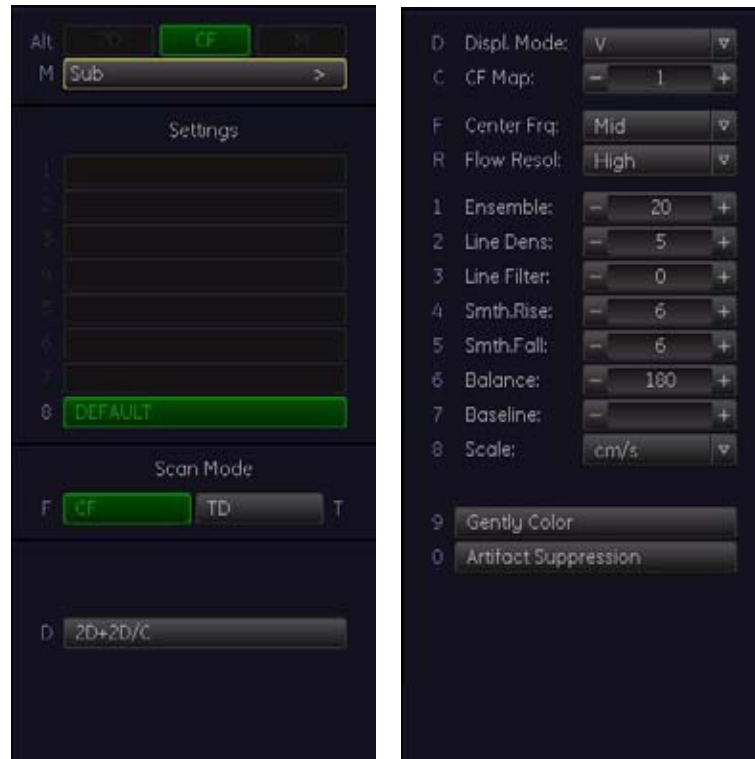 Alt 2D CF M
M Sub >
Settings
1
2
3
4
5
6
7
8 DEFAULT
Scan Mode
F CF TD T
D 2D+2D/C
D Displ. Mode: V
C CF Map: - 1 +
F Center Frq: Mid
R Flow Resol: High
1 Ensemble: - 20 +
2 Line Dens: - 5 +
3 Line Filter: - 0 +
4 Smth.Rise: - 6 +
5 Smth.Fall: - 6 +
6 Balance: - 180 +
7 Baseline: - +
8 Scale: cm/s
9 Gently Color
0 Artifact Suppression